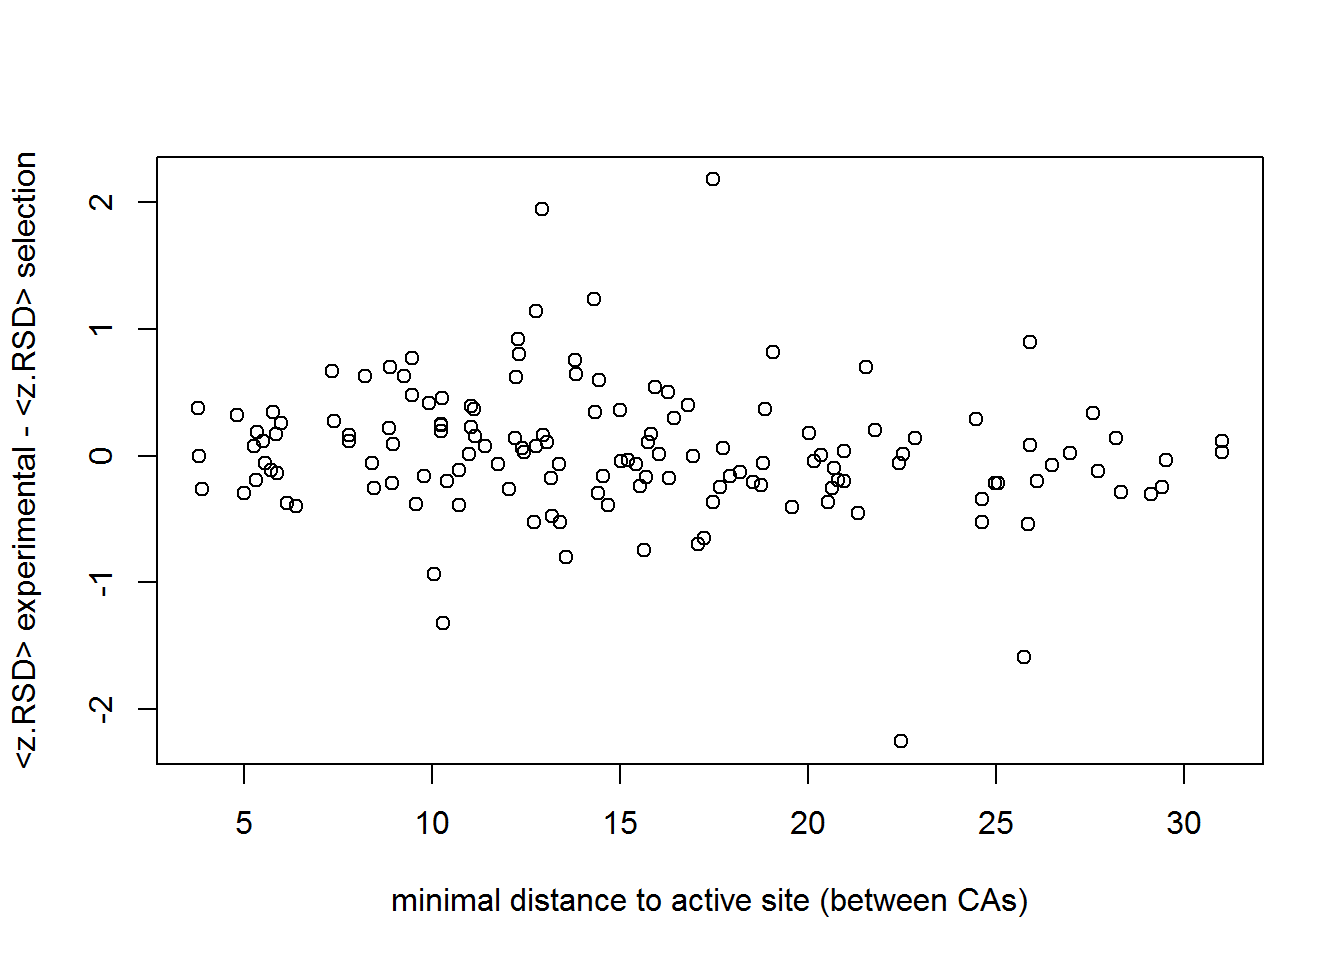 <z.RSD> experimental - <z.RSD> selection
2
1
0
-1
-2
5 10 15 20 25 30
minimal distance to active site (between CAs)